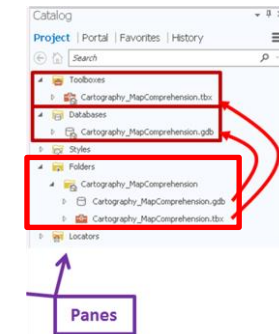 Catalog
Project | Portal | Favorites | History
Search
Toolboxes
Cartography_MapComprehension.tbx
Databases
Cartography_MapComprehension.gdb
Styles
Folders
Cartography_MapComprehension
Cartography_MapComprehension.gdb
Cartography_MapComprehension.tbx
Locators
Panes